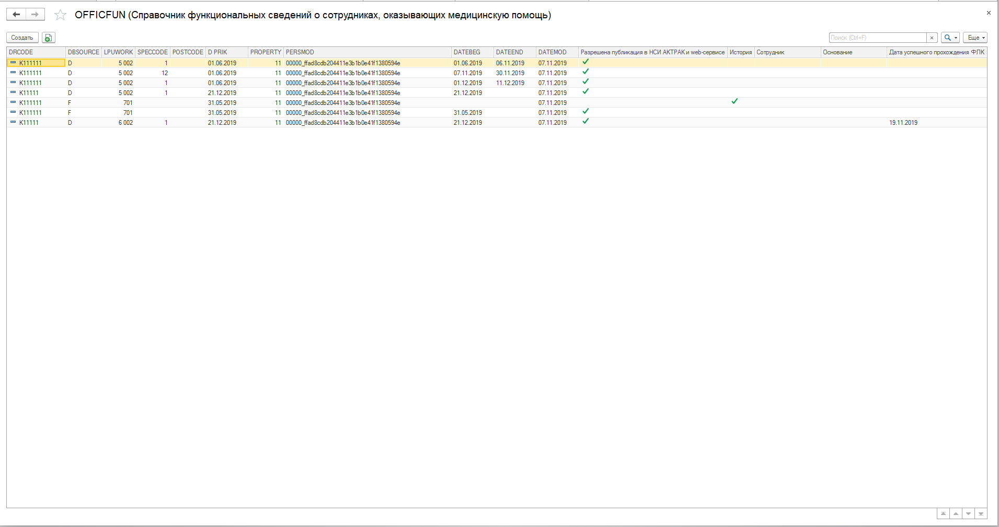 OFFICFUN (Справочник функциональных сведений о сотрудниках, оказывающих медицинскую помощь)
Создать Поиск (Ctrl+F) Еще
DRCODE DBSOURCE LPUWORK SPECCODE POSTCODE D PRIK PROPERTY PERSMOD DATEBEG DATEEND DATEMOD Разрешена публикация в НСИ АКТРАК и web-сервисе История Сотрудник Основание Дата успешного прохождения ФЛК
K111111 D 5 002 1 01.06.2019 11 00000_ffad8cdb204411e3b1b0e41f1380594e 01.06.2019 06.11.2019 07.11.2019
K111111 D 5 002 12 01.06.2019 11 00000_ffad8cdb204411e3b1b0e41f1380594e 07.11.2019 30.11.2019 07.11.2019
K111111 D 5 002 1 01.06.2019 11 00000_ffad8cdb204411e3b1b0e41f1380594e 01.12.2019 11.12.2019 07.11.2019
K11111 D 5 002 1 21.12.2019 11 00000_ffad8cdb204411e3b1b0e41f1380594e 21.12.2019 07.11.2019
K111111 F 701 31.05.2019 11 00000_ffad8cdb204411e3b1b0e41f1380594e 07.11.2019
K111111 F 701 31.05.2019 11 00000_ffad8cdb204411e3b1b0e41f1380594e 31.05.2019 07.11.2019
K11111 D 6 002 1 21.12.2019 11 00000_ffad8cdb204411e3b1b0e41f1380594e 21.12.2019 07.11.2019 19.11.2019